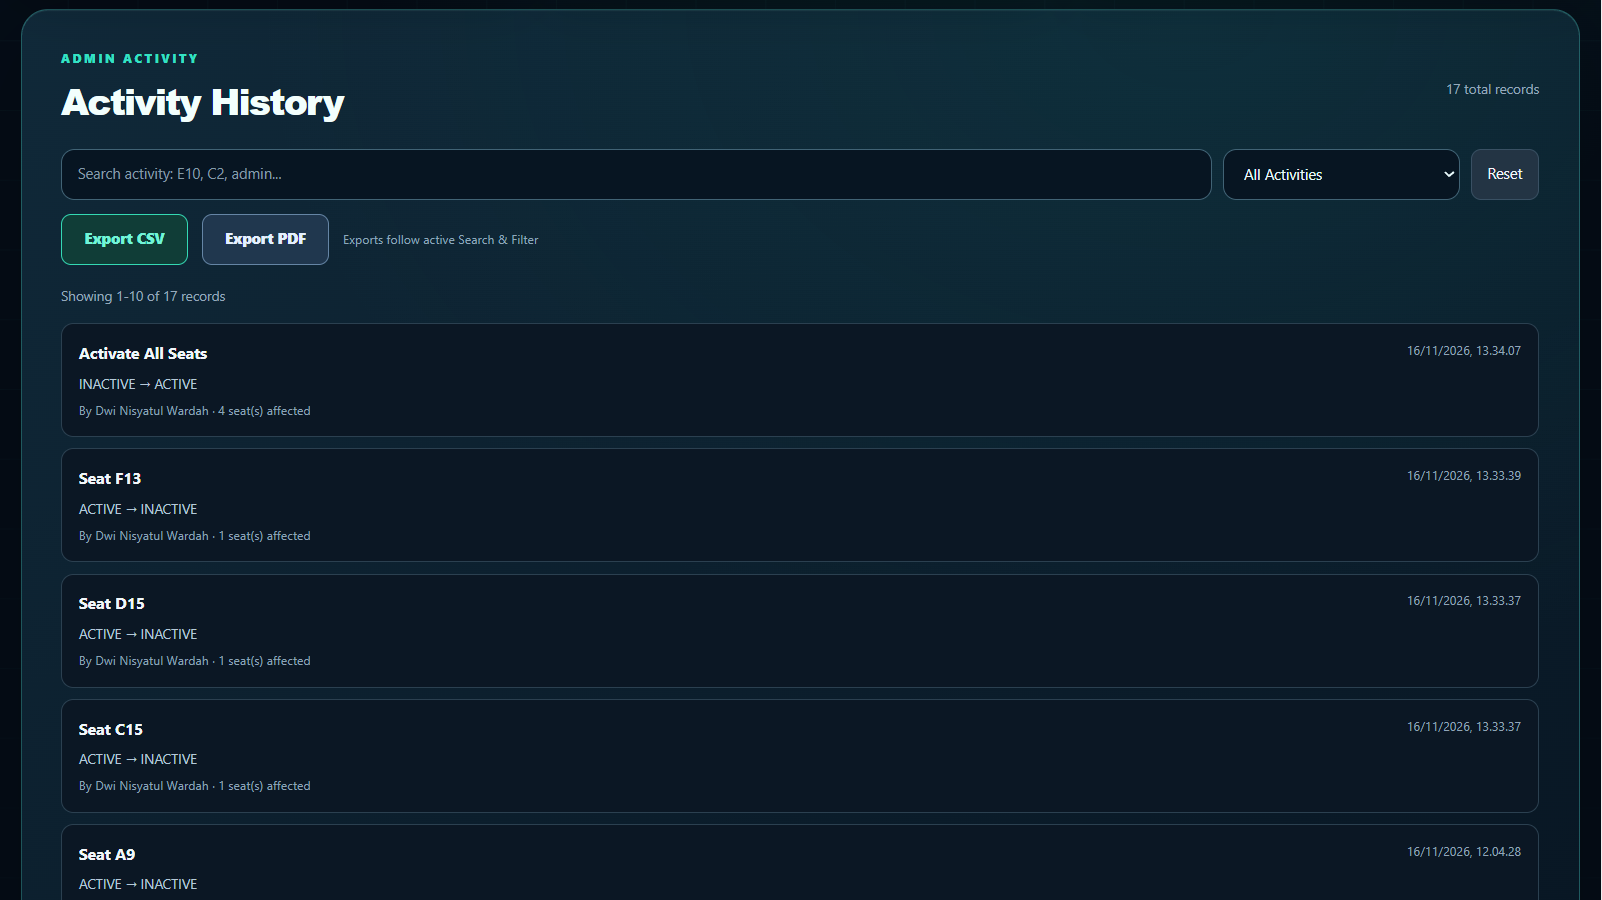 ADMIN ACTIVITY
Activity History
17 total records
Search activity: E10, C2, admin...
All Activities
Reset
Export CSV
Export PDF
Exports follow active Search & Filter
Showing 1-10 of 17 records
Activate All Seats
16/11/2026, 13.34.07
INACTIVE → ACTIVE
By Dwi Nisyatul Wardah · 4 seat(s) affected
Seat F13
16/11/2026, 13.33.39
ACTIVE → INACTIVE
By Dwi Nisyatul Wardah · 1 seat(s) affected
Seat D15
16/11/2026, 13.33.37
ACTIVE → INACTIVE
By Dwi Nisyatul Wardah · 1 seat(s) affected
Seat C15
16/11/2026, 13.33.37
ACTIVE → INACTIVE
By Dwi Nisyatul Wardah · 1 seat(s) affected
Seat A9
16/11/2026, 12.04.28
ACTIVE → INACTIVE